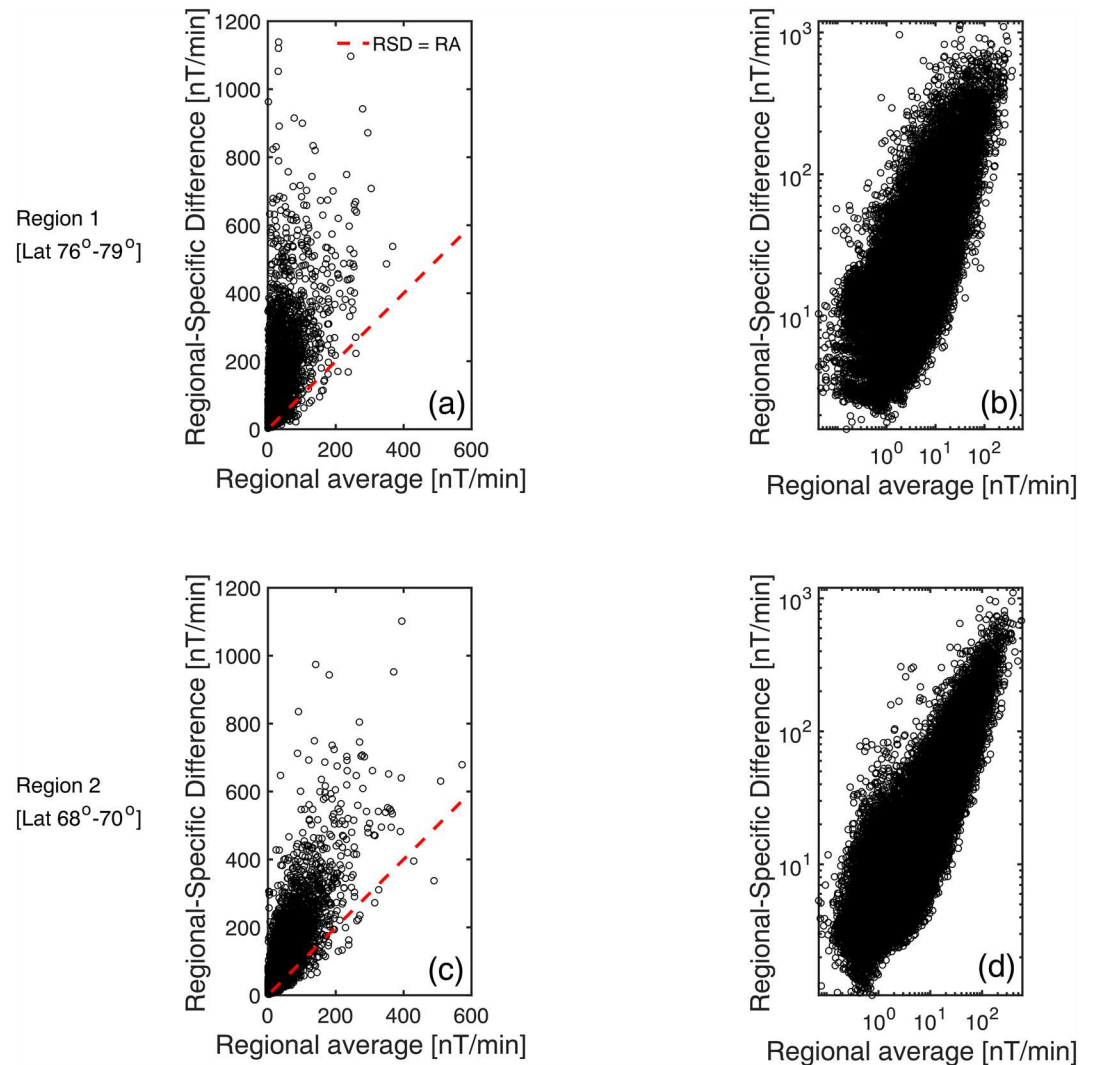 Region 1
[Lat 76°-79°]
Regional-Specific Difference [nT/min]
1200
1000
800
600
400
200
0
RSD = RA
(a)
0 200 400 600
Regional average [nT/min]
Regional-Specific Difference [nT/min]
10³
10²
10¹
(b)
10⁰ 10¹ 10²
Regional average [nT/min]
Region 2
[Lat 68°-70°]
Regional-Specific Difference [nT/min]
1200
1000
800
600
400
200
0
(c)
0 200 400 600
Regional average [nT/min]
Regional-Specific Difference [nT/min]
10³
10²
10¹
(d)
10⁰ 10¹ 10²
Regional average [nT/min]